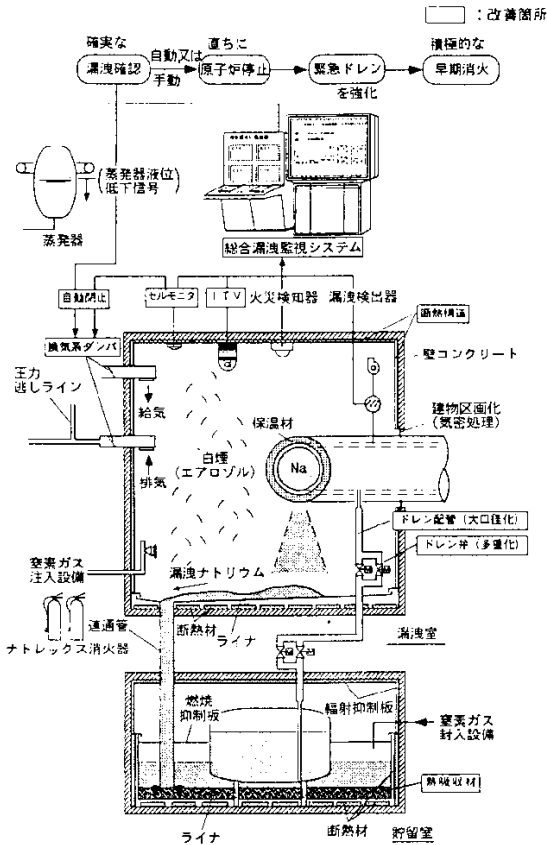 ：改善箇所
確実な
漏洩確認
自動又は
手動
直ちに
原子炉停止
緊急ドレン
を強化
積極的な
早期消火
(蒸発器液位
低下信号)
蒸発器
総合漏洩監視システム
自動閉止
セルモニタ
ITV
火災検知器
漏洩検出器
断熱構造
換気系ダンパ
壁コンクリート
圧力
逃しライン
給気
建物区画化
(気密処理)
保温材
白煙
(エアロゾル)
Na
排気
ドレン配管（大口径化）
ドレン弁（多重化）
窒素ガス
注入設備
漏洩ナトリウム
連通管
断熱材
ライナ
漏洩室
ナトレックス消火器
燃焼
抑制板
輻射抑制板
窒素ガス
封入設備
熱吸収材
ライナ
断熱材
貯留室